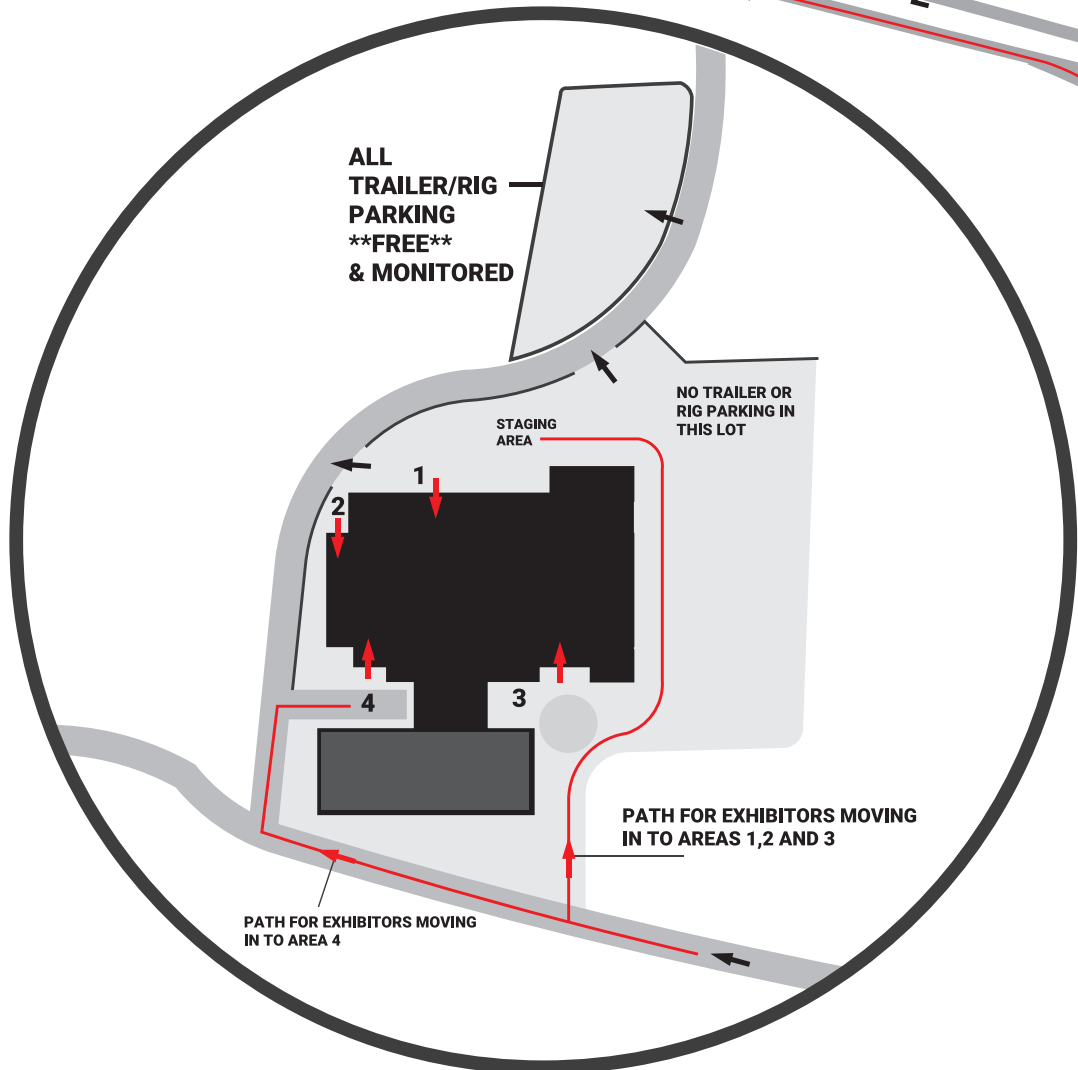 ALL
TRAILER/RIG
PARKING
**FREE**
& MONITORED
NO TRAILER OR
RIG PARKING IN
THIS LOT
STAGING
AREA
1
2
4
3
PATH FOR EXHIBITORS MOVING
IN TO AREAS 1,2 AND 3
PATH FOR EXHIBITORS MOVING
IN TO AREA 4